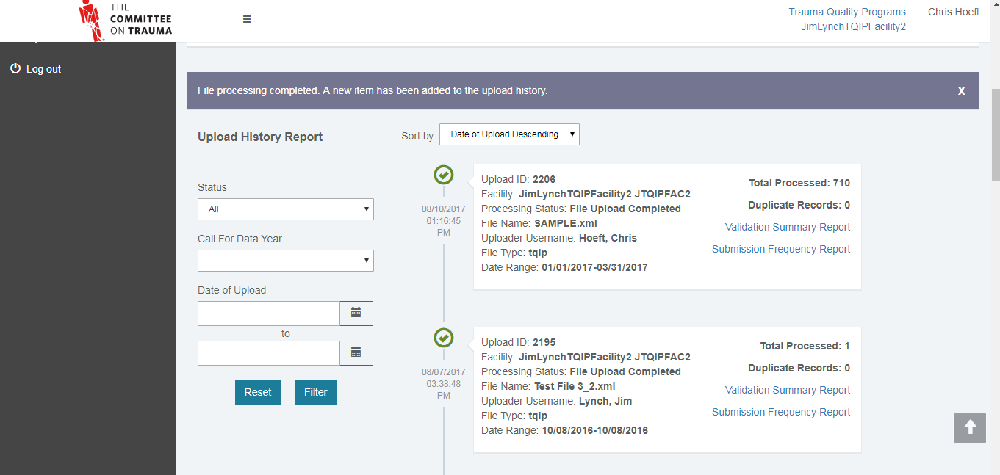 THE
COMMITTEE
ON TRAUMA
☰
Trauma Quality Programs
JimLynchTQIPFacility2
Chris Hoeft
Log out
File processing completed. A new item has been added to the upload history.
X
Upload History Report
Sort by: Date of Upload Descending
Status
All
Call For Data Year
Date of Upload
to
Reset
Filter
08/10/2017
01:16:45
PM
Upload ID: 2206
Facility: JimLynchTQIPFacility2 JTQIPFAC2
Processing Status: File Upload Completed
File Name: SAMPLE.xml
Uploader Username: Hoeft, Chris
File Type: tqip
Date Range: 01/01/2017-03/31/2017
Total Processed: 710
Duplicate Records: 0
Validation Summary Report
Submission Frequency Report
08/07/2017
03:38:48
PM
Upload ID: 2195
Facility: JimLynchTQIPFacility2 JTQIPFAC2
Processing Status: File Upload Completed
File Name: Test File 3_2.xml
Uploader Username: Lynch, Jim
File Type: tqip
Date Range: 10/08/2016-10/08/2016
Total Processed: 1
Duplicate Records: 0
Validation Summary Report
Submission Frequency Report